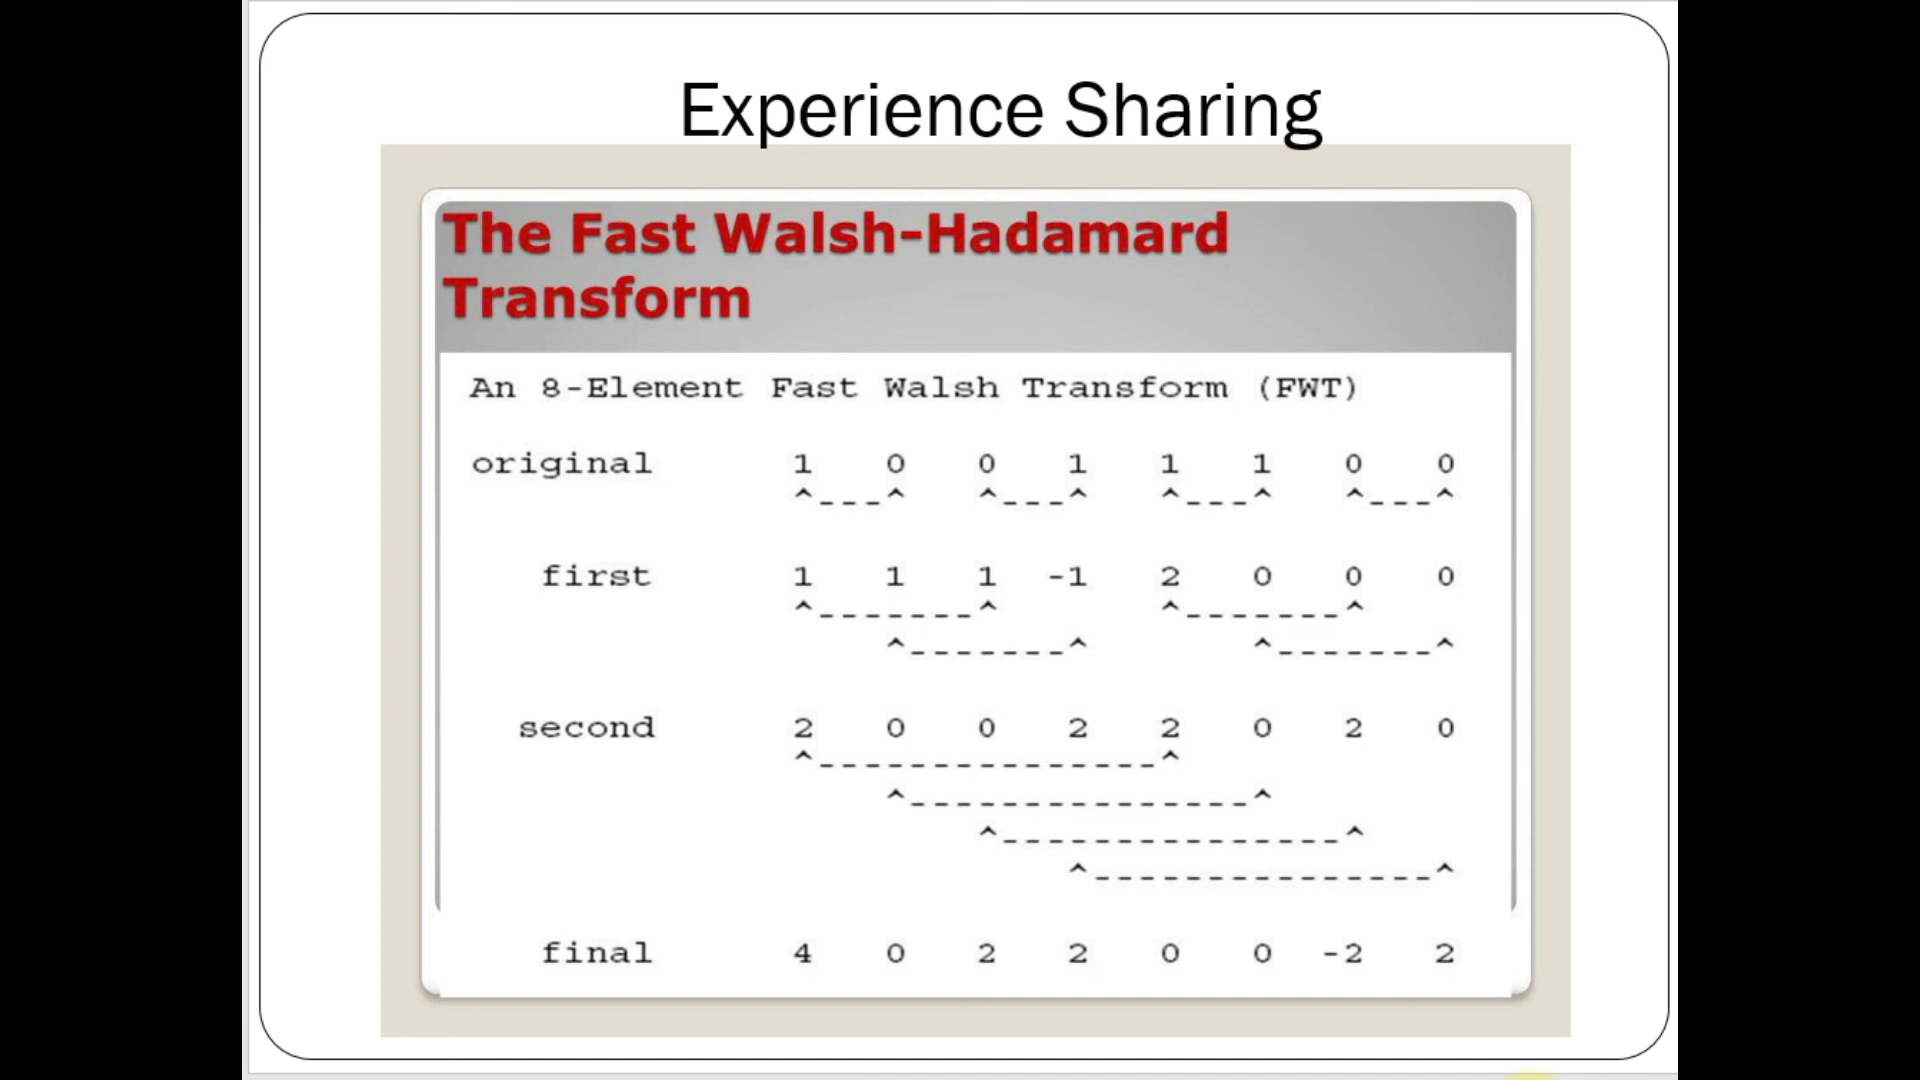 Experience Sharing
The Fast Walsh-Hadamard
Transform
An 8-Element Fast Walsh Transform (FWT)
original 1 0 0 1 1 1 0 0
^---^ ^---^ ^---^ ^---^
first 1 1 1 -1 2 0 0 0
^-------^ ^-------^
^-------^ ^-------^
second 2 0 0 2 2 0 2 0
^---------------^
^---------------^
^---------------^
^---------------^
final 4 0 2 2 0 0 -2 2